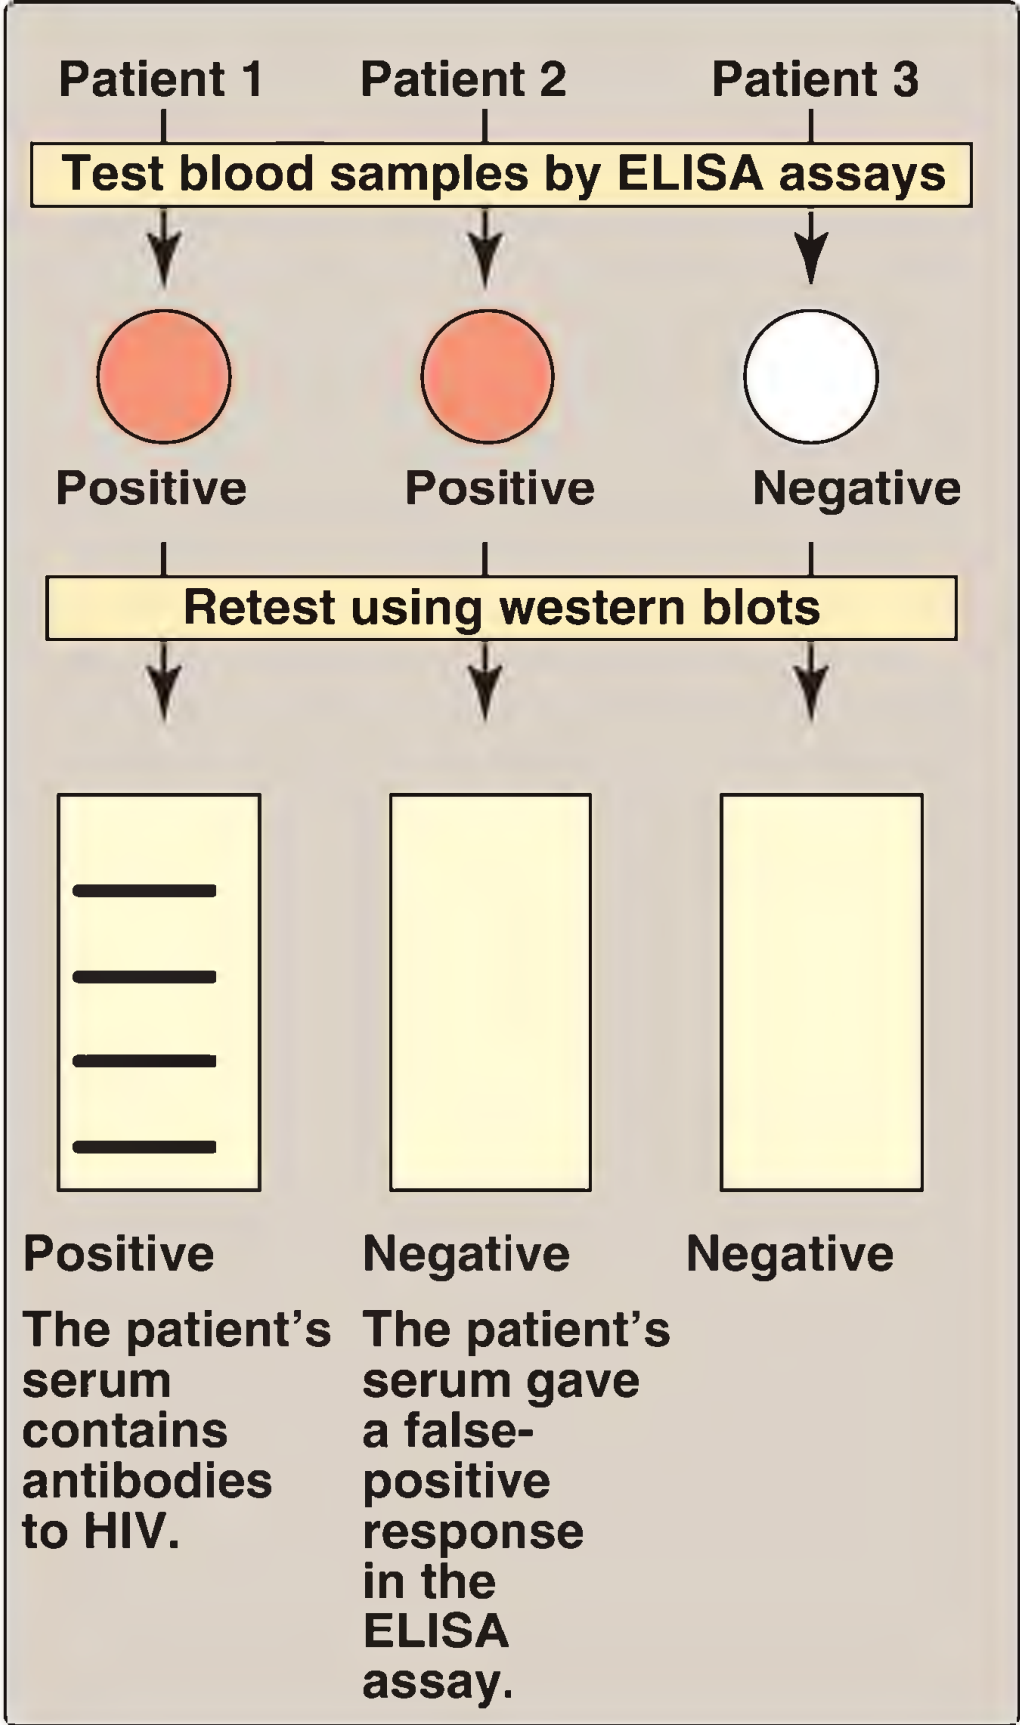 Patient 1 Patient 2 Patient 3
Test blood samples by ELISA assays
Positive Positive Negative
Retest using western blots
Positive
The patient's
serum
contains
antibodies
to HIV.
Negative
The patient's
serum gave
a false-
positive
response
in the
ELISA
assay.
Negative